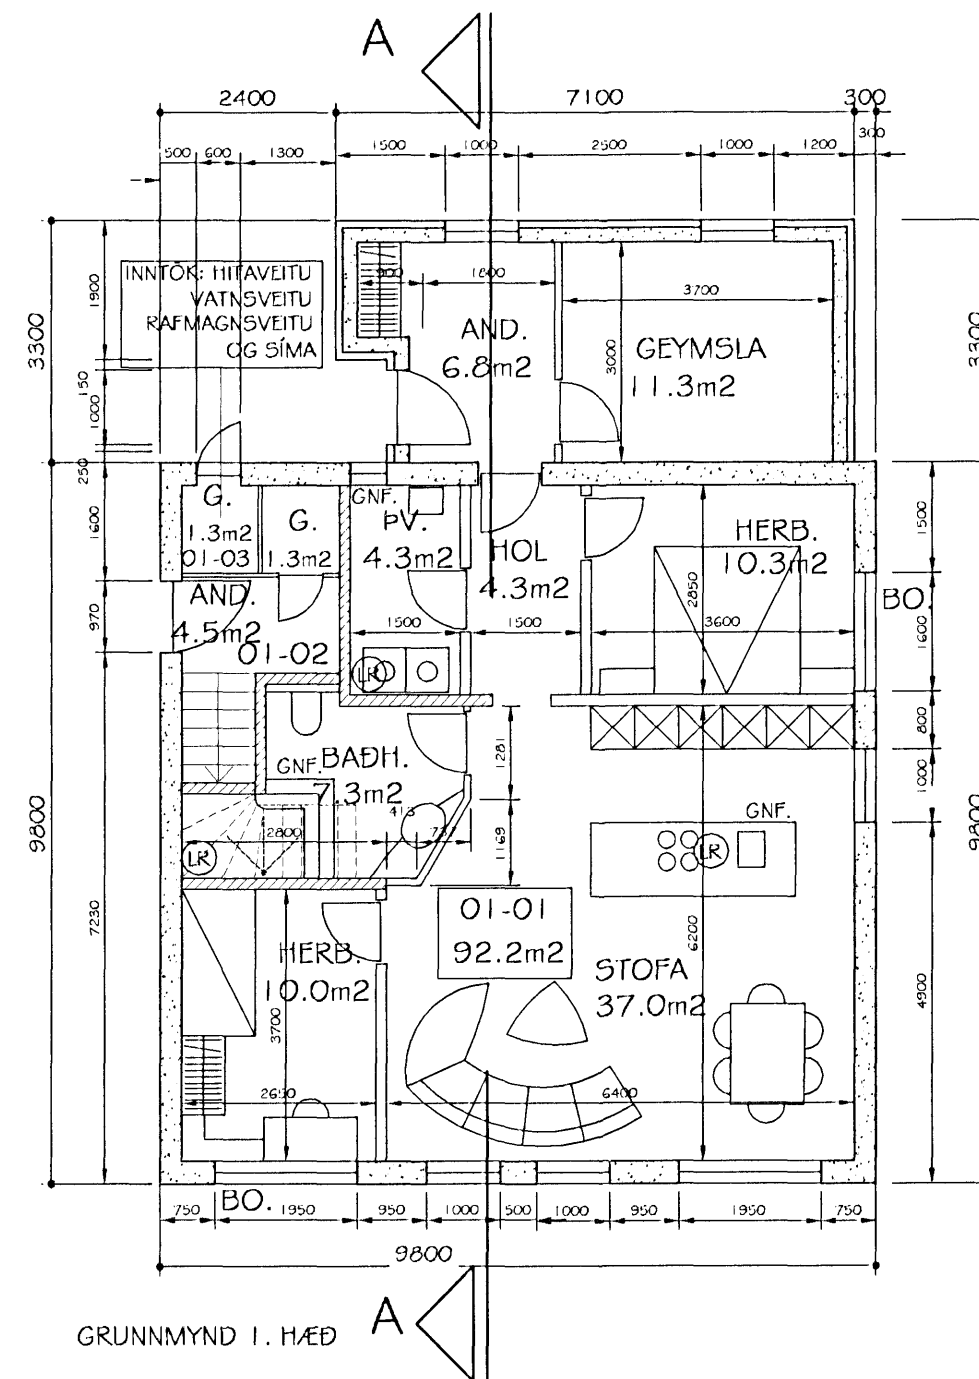 A
2400
7100
300
500
600
1300
1500
1000
2500
1000
1200
300
3300
1900
150
1000
250
INNTÖK: HITAVEITU
VATNSVEITU
RAFMAGNSVEITU
OG SÍMA
900
1800
3700
3000
AND.
6.8m2
GEYMSLA
11.3m2
3300
9800
1600
970
7230
G.
1.3m2
01-03
G.
1.3m2
GNF.
ÞV.
4.3m2
HOL
4.3m2
HERB.
10.3m2
2850
3600
1500
1500
AND.
4.5m2
01-02
LR
BO.
1500
1600
800
1000
4900
9800
BAÐH.
GNF.
7.3m2
413
2800
737
1281
1169
LR
GNF.
LR
01-01
92.2m2
STOFA
37.0m2
6200
6400
HERB.
10.0m2
3700
2650
BO.
750
1950
950
1000
500
1000
950
1950
750
9800
A
GRUNNMYND 1. HÆÐ